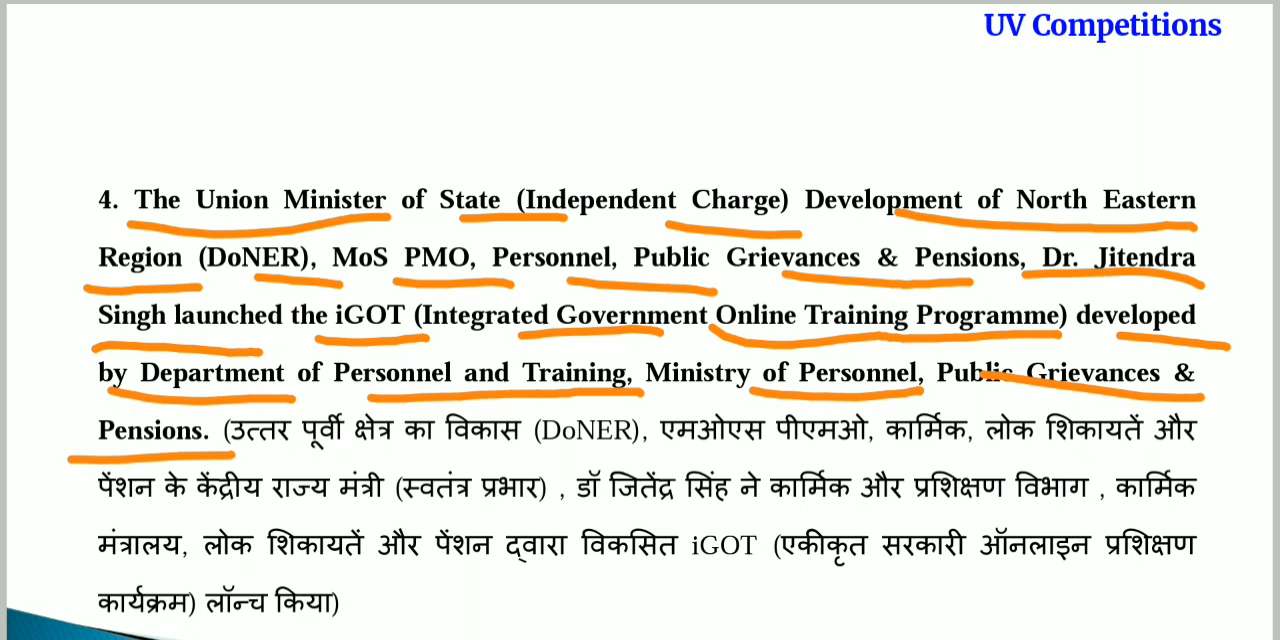 UV Competitions
4. The Union Minister of State (Independent Charge) Development of North Eastern
Region (DoNER), MoS PMO, Personnel, Public Grievances & Pensions, Dr. Jitendra
Singh launched the iGOT (Integrated Government Online Training Programme) developed
by Department of Personnel and Training, Ministry of Personnel, Public Grievances &
Pensions. (उत्तर पूर्वी क्षेत्र का विकास (DoNER), एमओएस पीएमओ, कार्मिक, लोक शिकायतें और
पेंशन के केंद्रीय राज्य मंत्री (स्वतंत्र प्रभार) , डॉ जितेंद्र सिंह ने कार्मिक और प्रशिक्षण विभाग , कार्मिक
मंत्रालय, लोक शिकायतें और पेंशन द्वारा विकसित iGOT (एकीकृत सरकारी ऑनलाइन प्रशिक्षण
कार्यक्रम) लॉन्च किया)